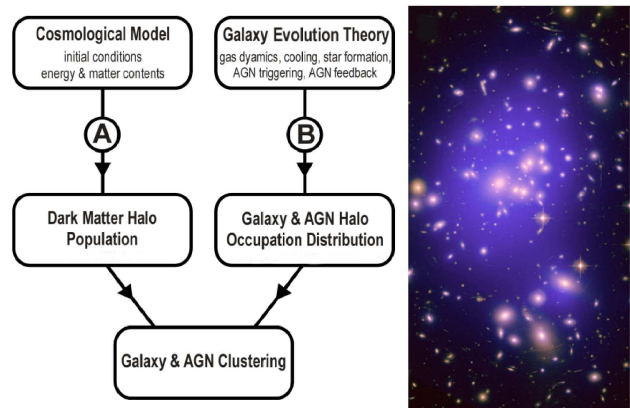 Cosmological Model
initial conditions
energy & matter contents
Galaxy Evolution Theory
gas dyamics, cooling, star formation,
AGN triggering, AGN feedback
A
B
Dark Matter Halo
Population
Galaxy & AGN Halo
Occupation Distribution
Galaxy & AGN Clustering